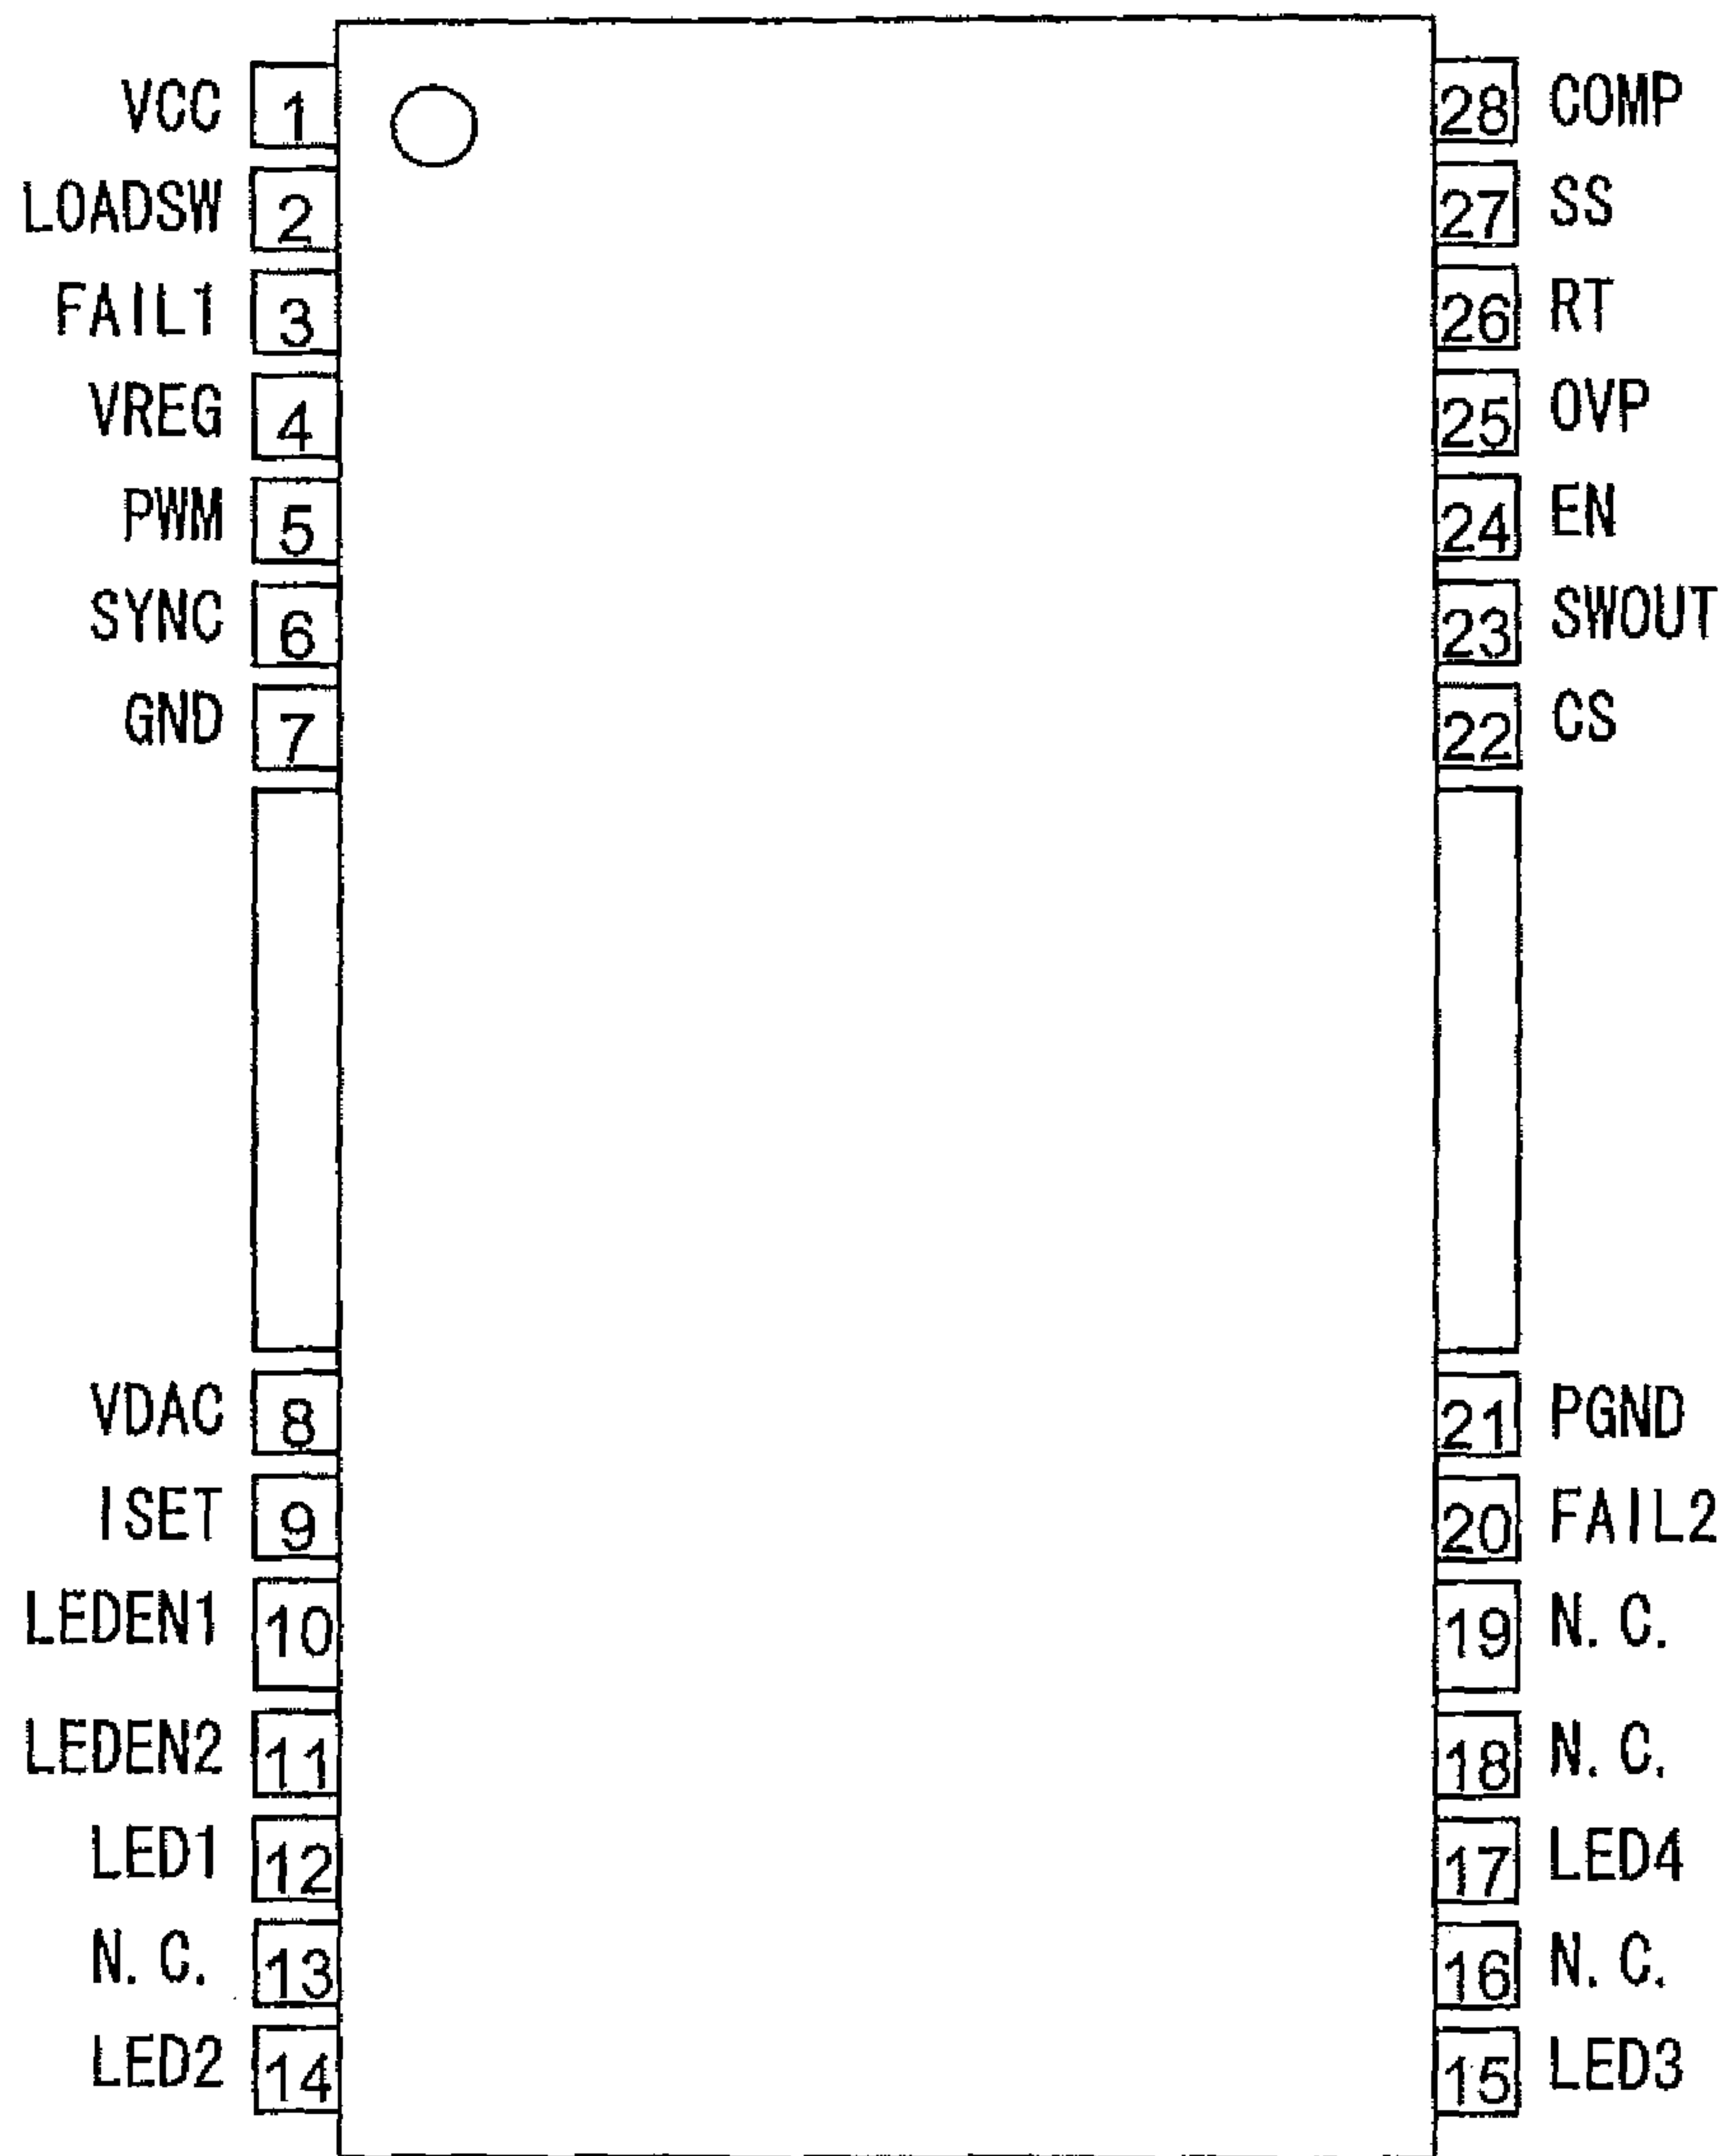 VCC 1 28 COMP
LOADSW 2 27 SS
FAIL1 3 26 RT
VREG 4 25 OVP
PWM 5 24 EN
SYNC 6 23 SWOUT
GND 7 22 CS
VDAC 8 21 PGND
ISET 9 20 FAIL2
LEDEN1 10 19 N.C.
LEDEN2 11 18 N.C.
LED1 12 17 LED4
N.C. 13 16 N.C.
LED2 14 15 LED3